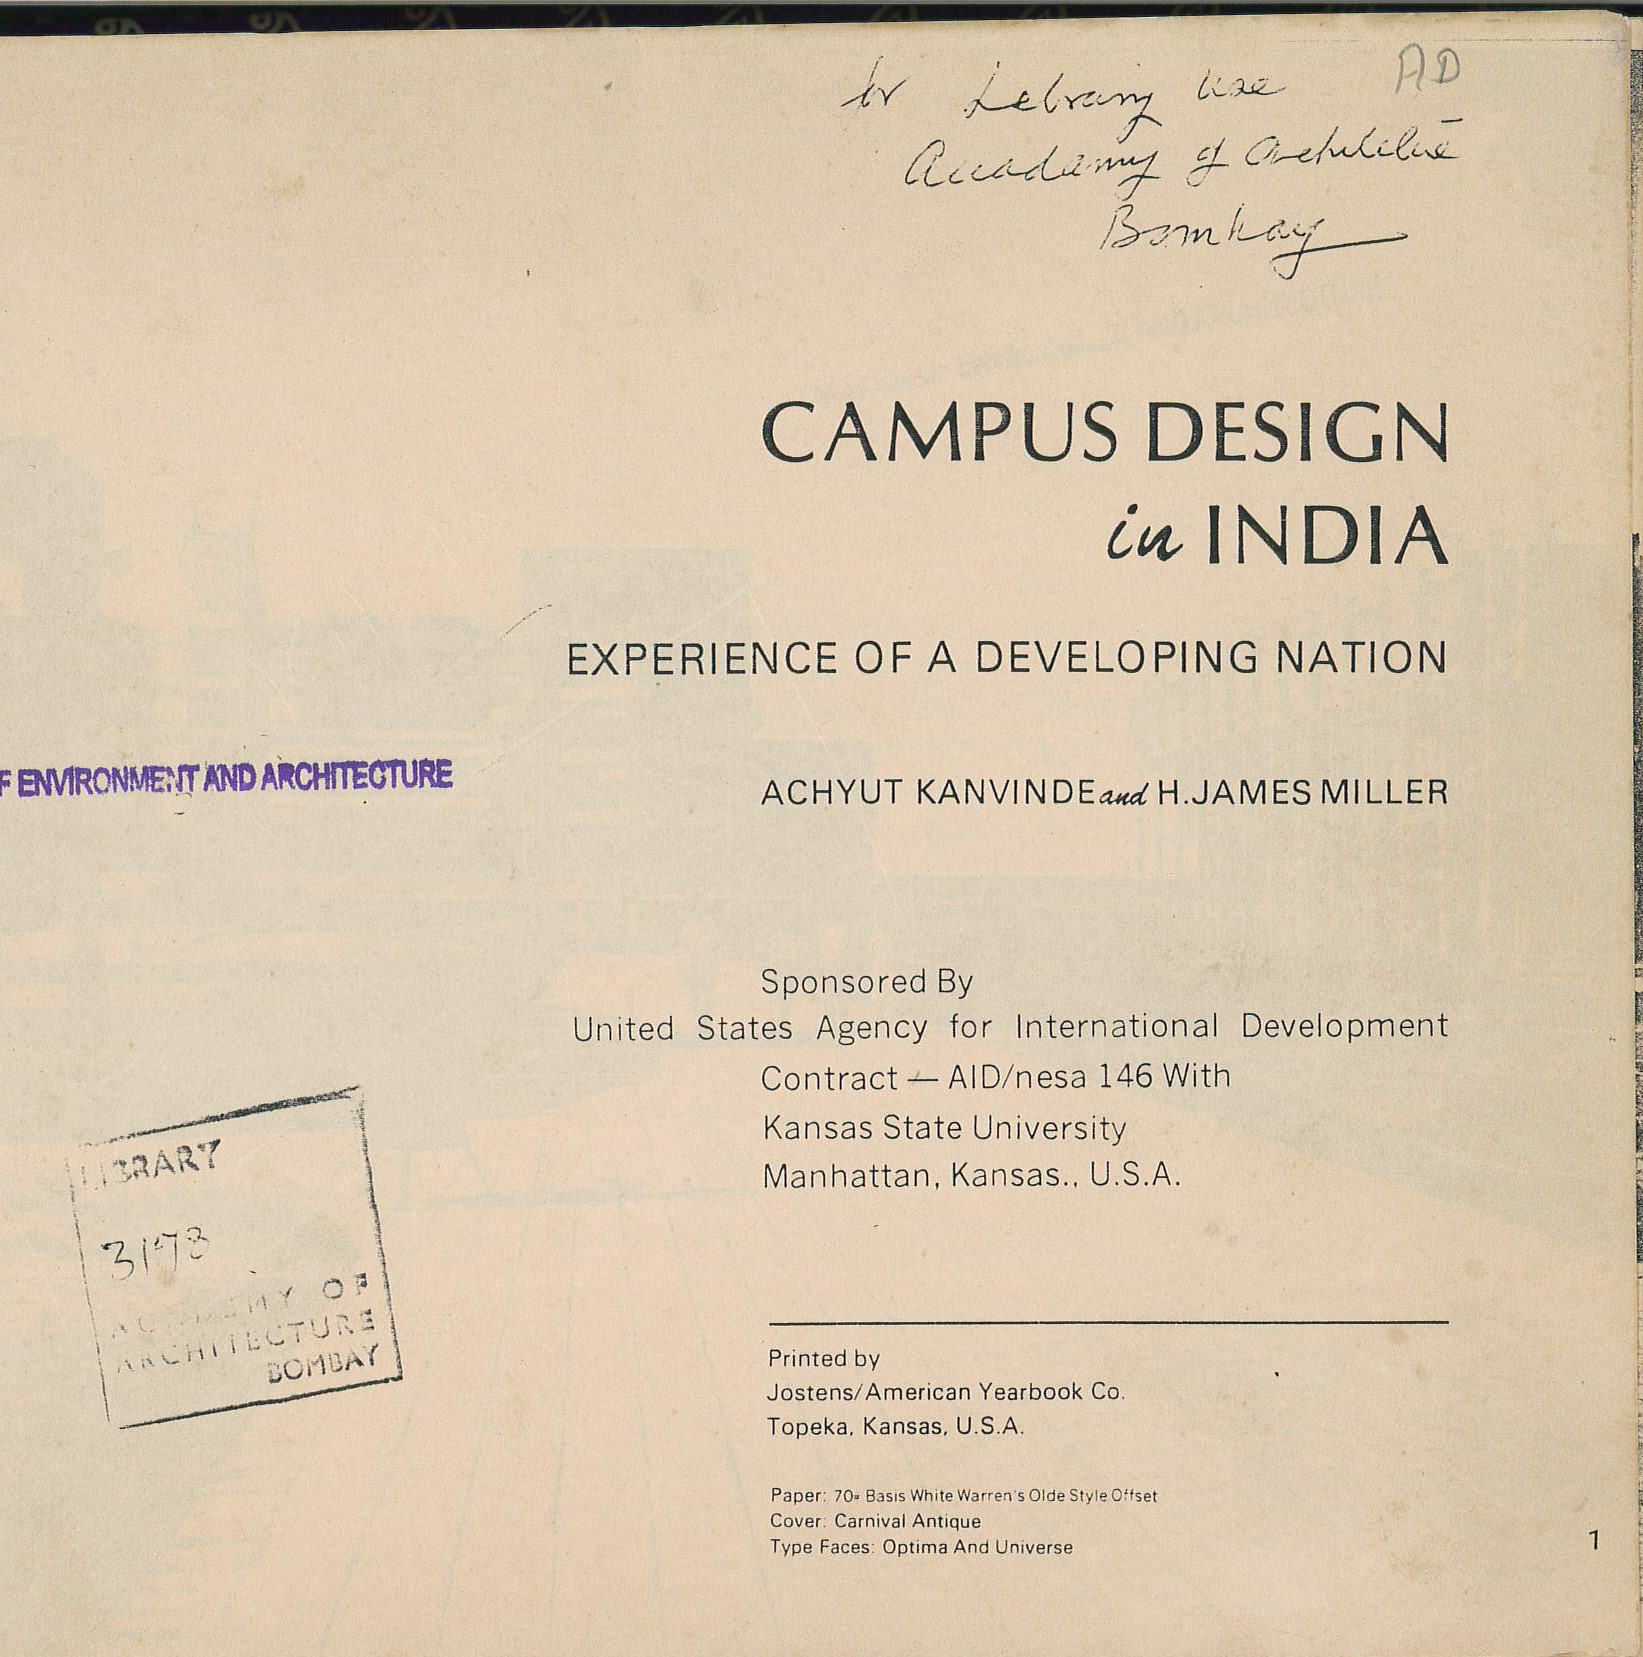 for Library use AD
Accademy of Architecture
Bombay
CAMPUS DESIGN
in INDIA
EXPERIENCE OF A DEVELOPING NATION
F ENVIRONMENT AND ARCHITECTURE
ACHYUT KANVINDE and H. JAMES MILLER
Sponsored By
United States Agency for International Development
Contract — AID/nesa 146 With
Kansas State University
Manhattan, Kansas., U.S.A.
LIBRARY
3178
ACADEMY OF
ARCHITECTURE
BOMBAY
Printed by
Jostens/American Yearbook Co.
Topeka, Kansas, U.S.A.
Paper: 70# Basis White Warren's Olde Style Offset
Cover: Carnival Antique
Type Faces: Optima And Universe
1